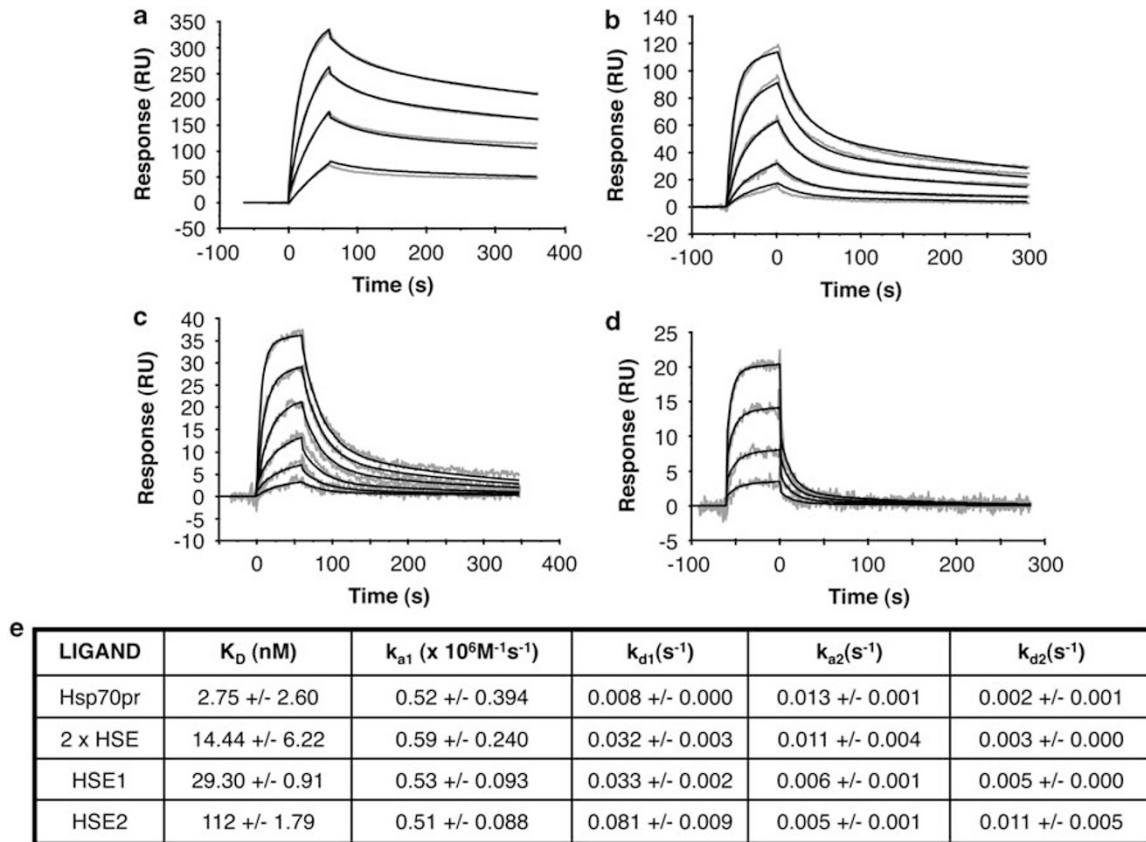 a
350
300
250
200
150
100
50
0
-50
-100 0 100 200 300 400
Response (RU)
Time (s)
b
140
120
100
80
60
40
20
0
-20
-100 0 100 200 300
Response (RU)
Time (s)
c
40
35
30
25
20
15
10
5
0
-5
-10
0 100 200 300 400
Response (RU)
Time (s)
d
25
20
15
10
5
0
-5
-100 0 100 200 300
Response (RU)
Time (s)
e
LIGAND K_D (nM) k_a1 (x 10⁶M⁻¹s⁻¹) k_d1(s⁻¹) k_a2(s⁻¹) k_d2(s⁻¹)
Hsp70pr 2.75 +/- 2.60 0.52 +/- 0.394 0.008 +/- 0.000 0.013 +/- 0.001 0.002 +/- 0.001
2 x HSE 14.44 +/- 6.22 0.59 +/- 0.240 0.032 +/- 0.003 0.011 +/- 0.004 0.003 +/- 0.000
HSE1 29.30 +/- 0.91 0.53 +/- 0.093 0.033 +/- 0.002 0.006 +/- 0.001 0.005 +/- 0.000
HSE2 112 +/- 1.79 0.51 +/- 0.088 0.081 +/- 0.009 0.005 +/- 0.001 0.011 +/- 0.005